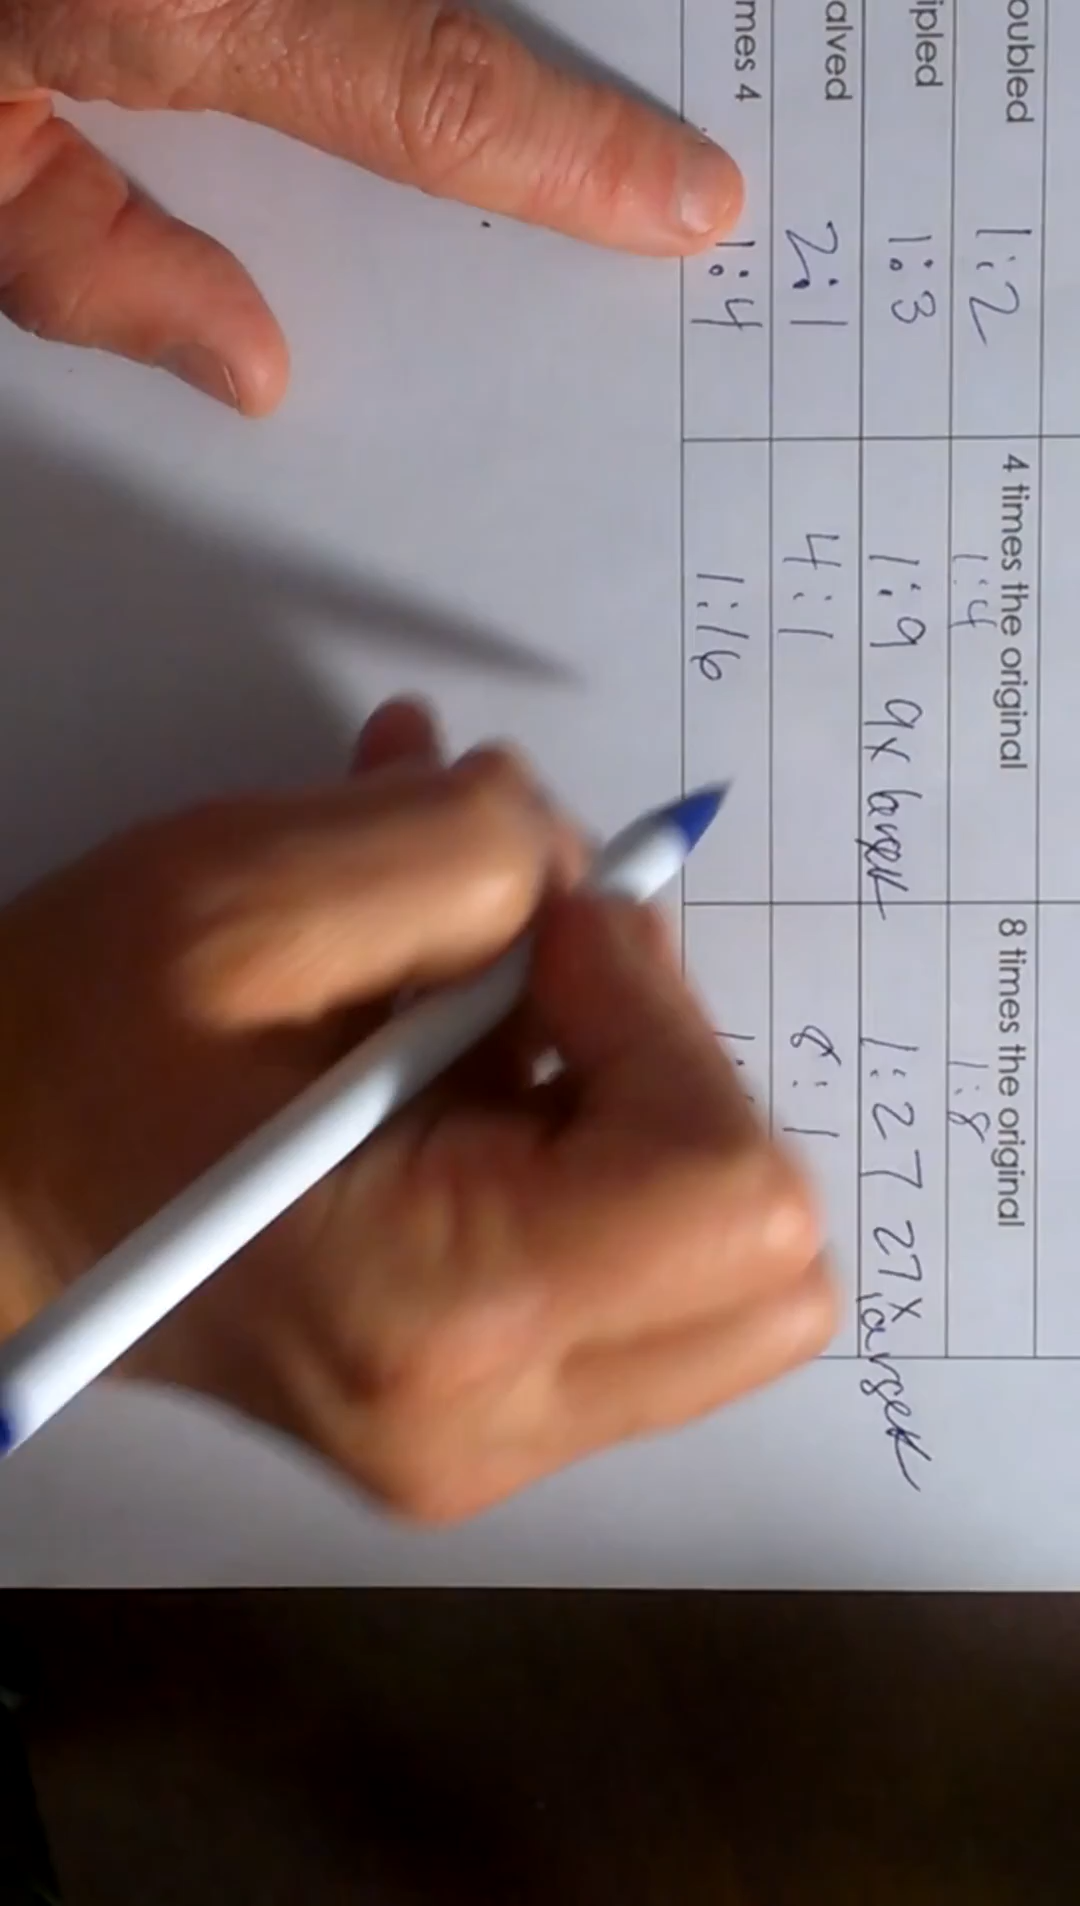 oubled 1:2 4 times the original 8 times the original
1:4 1:8
ipled 1:3 1:9 9x larger 1:27 27x
larger
alved 2:1 4:1 8:1
mes 4 1:4 1:16 1: